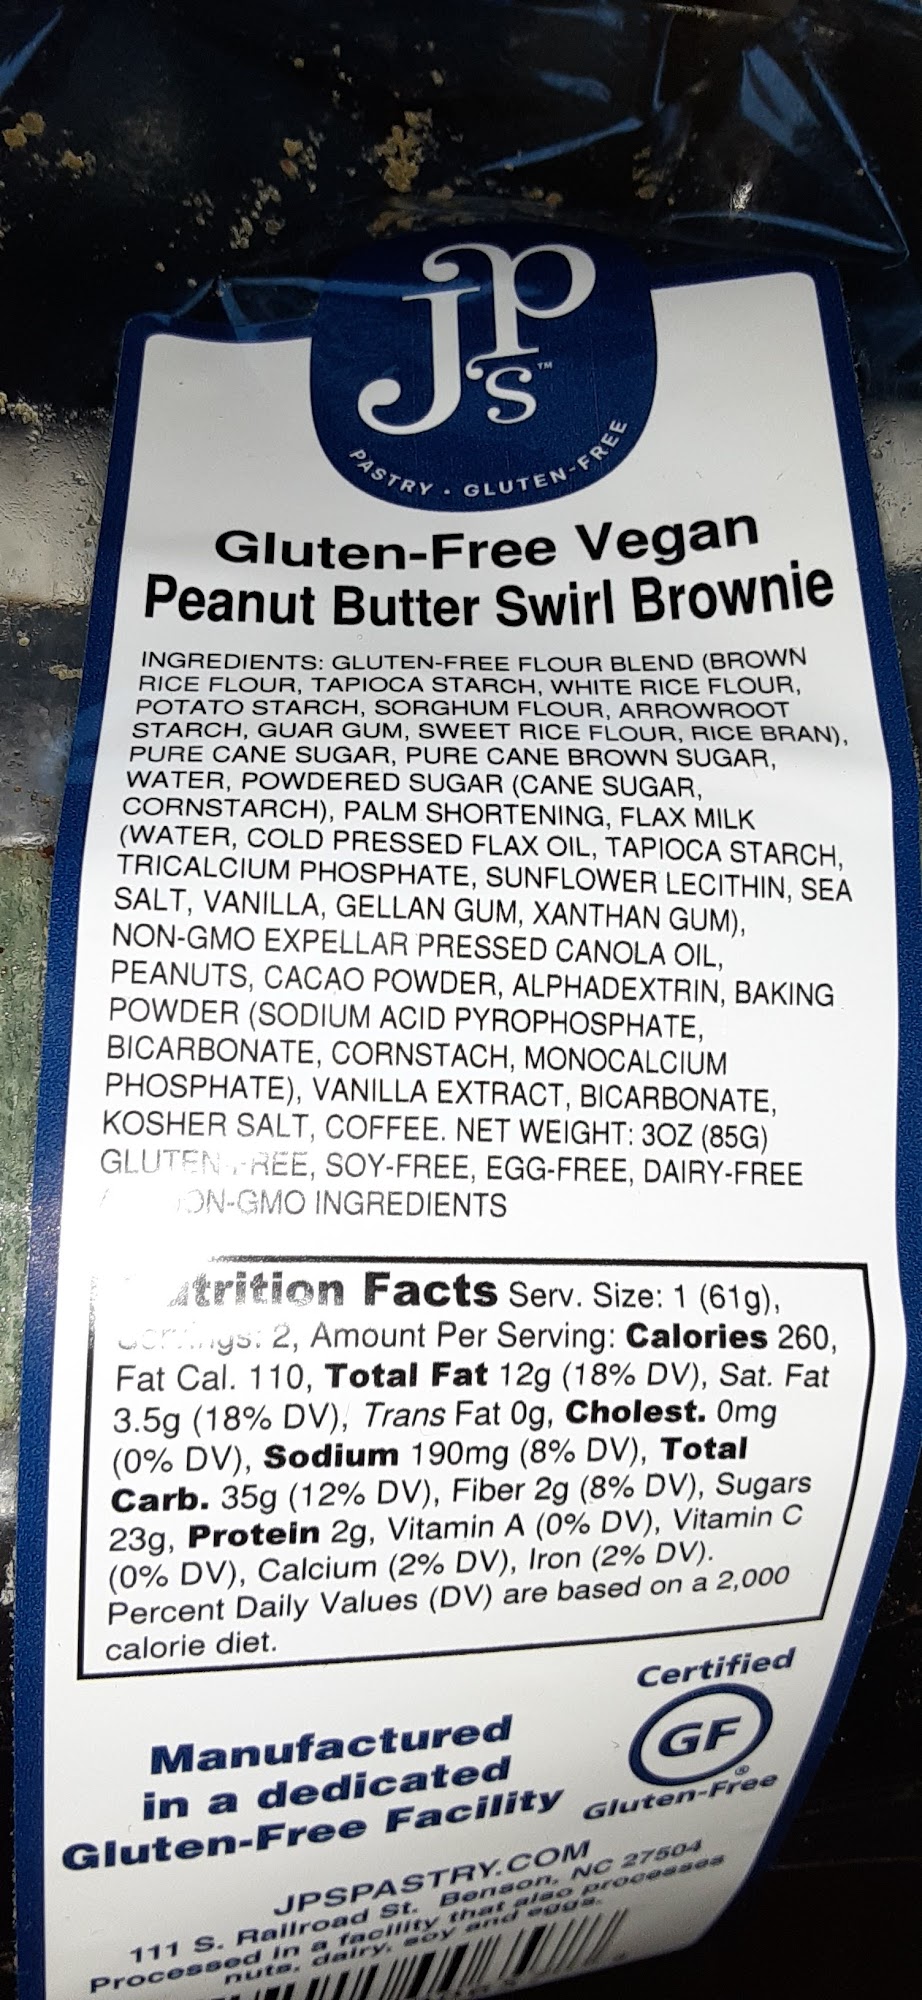 JPs™
PASTRY · GLUTEN-FREE
Gluten-Free Vegan
Peanut Butter Swirl Brownie
INGREDIENTS: GLUTEN-FREE FLOUR BLEND (BROWN
RICE FLOUR, TAPIOCA STARCH, WHITE RICE FLOUR,
POTATO STARCH, SORGHUM FLOUR, ARROWROOT
STARCH, GUAR GUM, SWEET RICE FLOUR, RICE BRAN),
PURE CANE SUGAR, PURE CANE BROWN SUGAR,
WATER, POWDERED SUGAR (CANE SUGAR,
CORNSTARCH), PALM SHORTENING, FLAX MILK
(WATER, COLD PRESSED FLAX OIL, TAPIOCA STARCH,
TRICALCIUM PHOSPHATE, SUNFLOWER LECITHIN, SEA
SALT, VANILLA, GELLAN GUM, XANTHAN GUM),
NON-GMO EXPELLAR PRESSED CANOLA OIL,
PEANUTS, CACAO POWDER, ALPHADEXTRIN, BAKING
POWDER (SODIUM ACID PYROPHOSPHATE,
BICARBONATE, CORNSTACH, MONOCALCIUM
PHOSPHATE), VANILLA EXTRACT, BICARBONATE,
KOSHER SALT, COFFEE. NET WEIGHT: 3OZ (85G)
GLUTEN-FREE, SOY-FREE, EGG-FREE, DAIRY-FREE
NON-GMO INGREDIENTS
Nutrition Facts Serv. Size: 1 (61g),
Servings: 2, Amount Per Serving: Calories 260,
Fat Cal. 110, Total Fat 12g (18% DV), Sat. Fat
3.5g (18% DV), Trans Fat 0g, Cholest. 0mg
(0% DV), Sodium 190mg (8% DV), Total
Carb. 35g (12% DV), Fiber 2g (8% DV), Sugars
23g, Protein 2g, Vitamin A (0% DV), Vitamin C
(0% DV), Calcium (2% DV), Iron (2% DV).
Percent Daily Values (DV) are based on a 2,000
calorie diet.
Manufactured
in a dedicated
Gluten-Free Facility
Certified
GF®
Gluten-Free
JPSPASTRY.COM
111 S. Railroad St. Benson, NC 27504
Processed in a facility that also processes
nuts, dairy, soy and eggs.